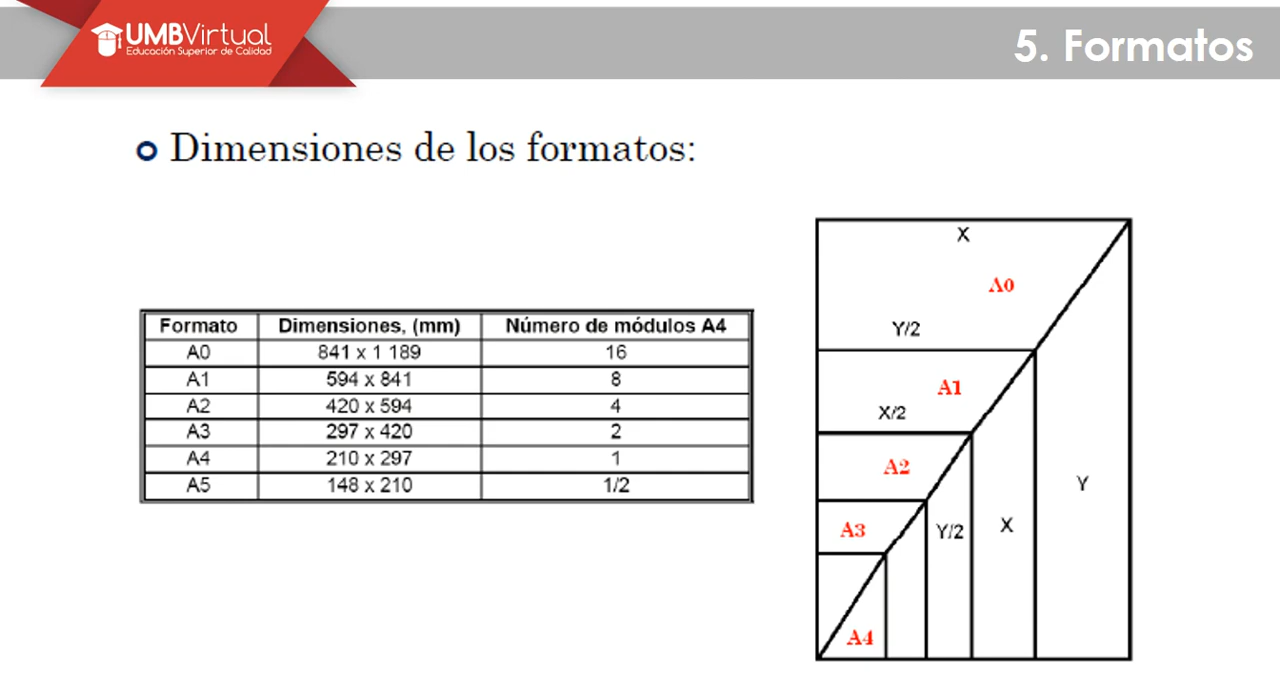 UMBVirtual
Educación Superior de Calidad
5. Formatos
Dimensiones de los formatos:
Formato Dimensiones, (mm) Número de módulos A4
A0 841 x 1 189 16
A1 594 x 841 8
A2 420 x 594 4
A3 297 x 420 2
A4 210 x 297 1
A5 148 x 210 1/2
X
A0
Y/2
A1
X/2
A2
Y
A3
Y/2
X
A4